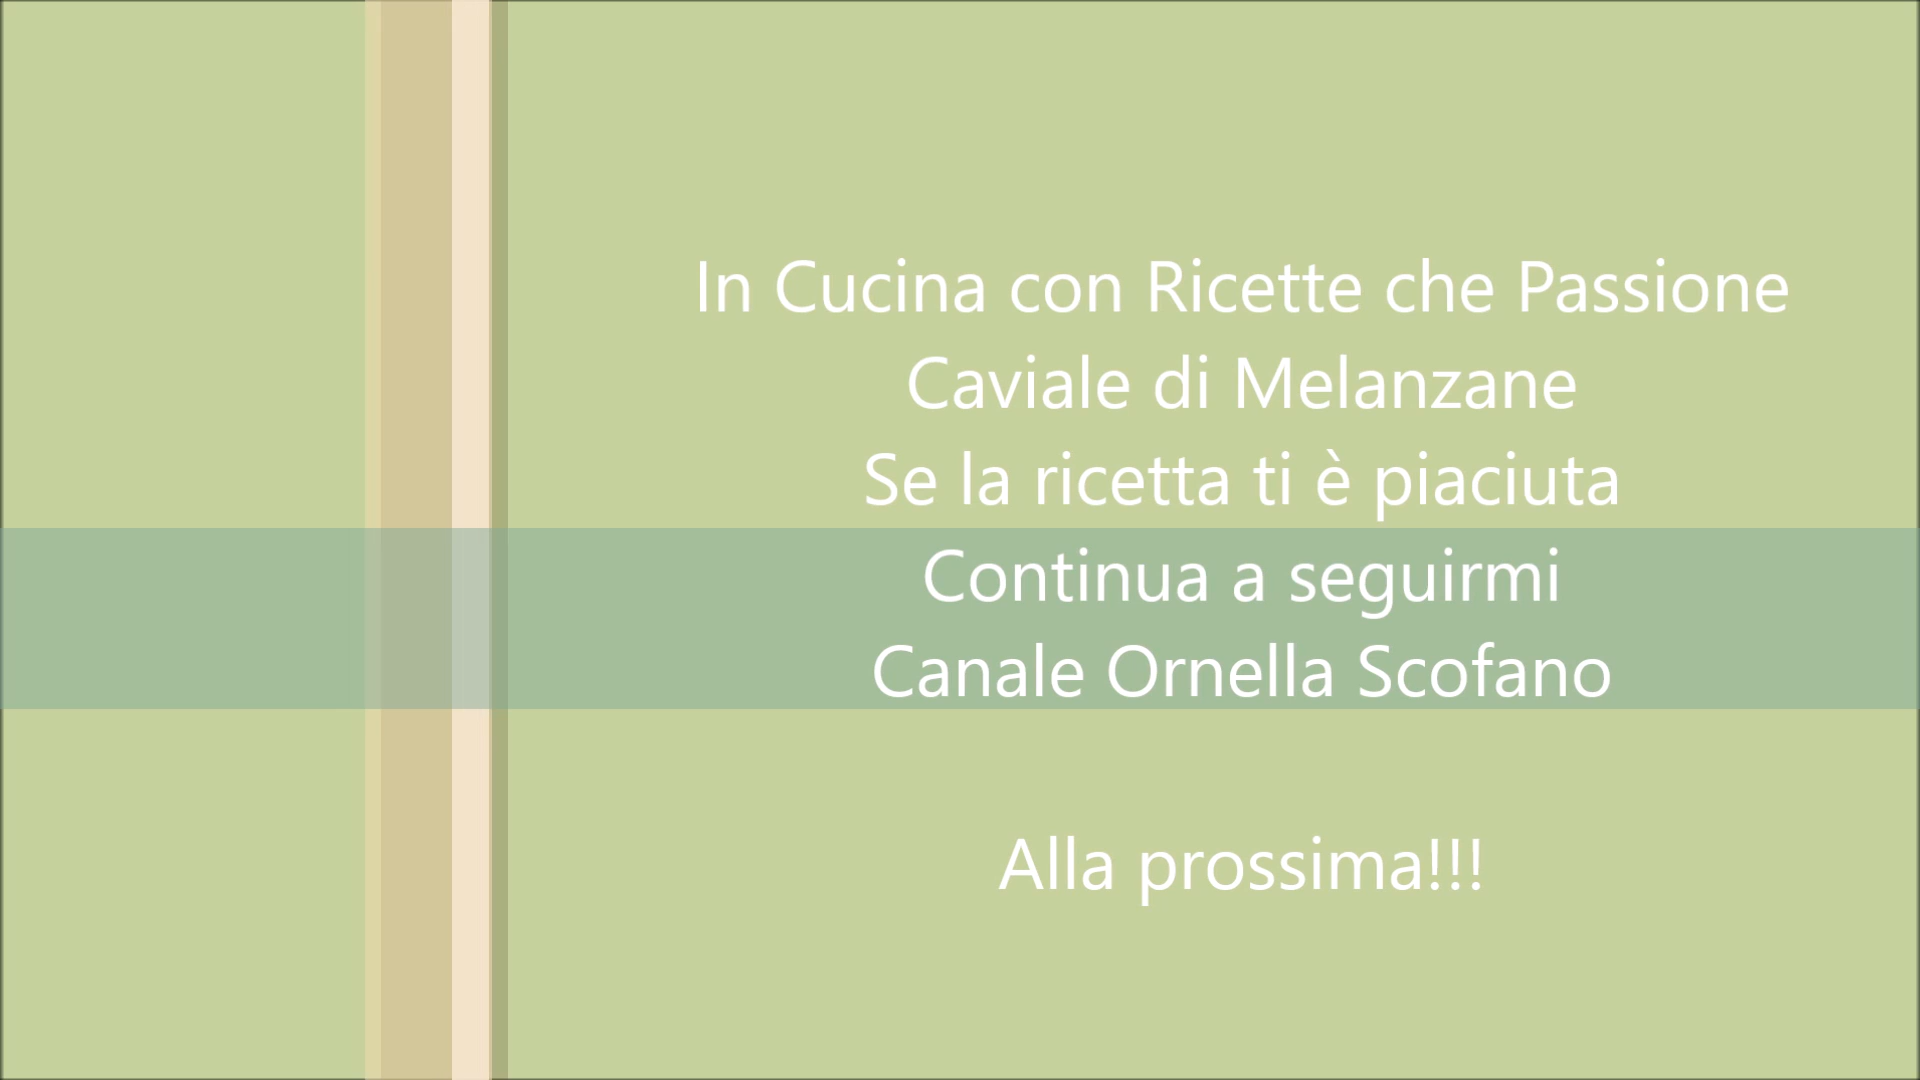 In Cucina con Ricette che Passione
Caviale di Melanzane
Se la ricetta ti è piaciuta
Continua a seguirmi
Canale Ornella Scofano
Alla prossima!!!